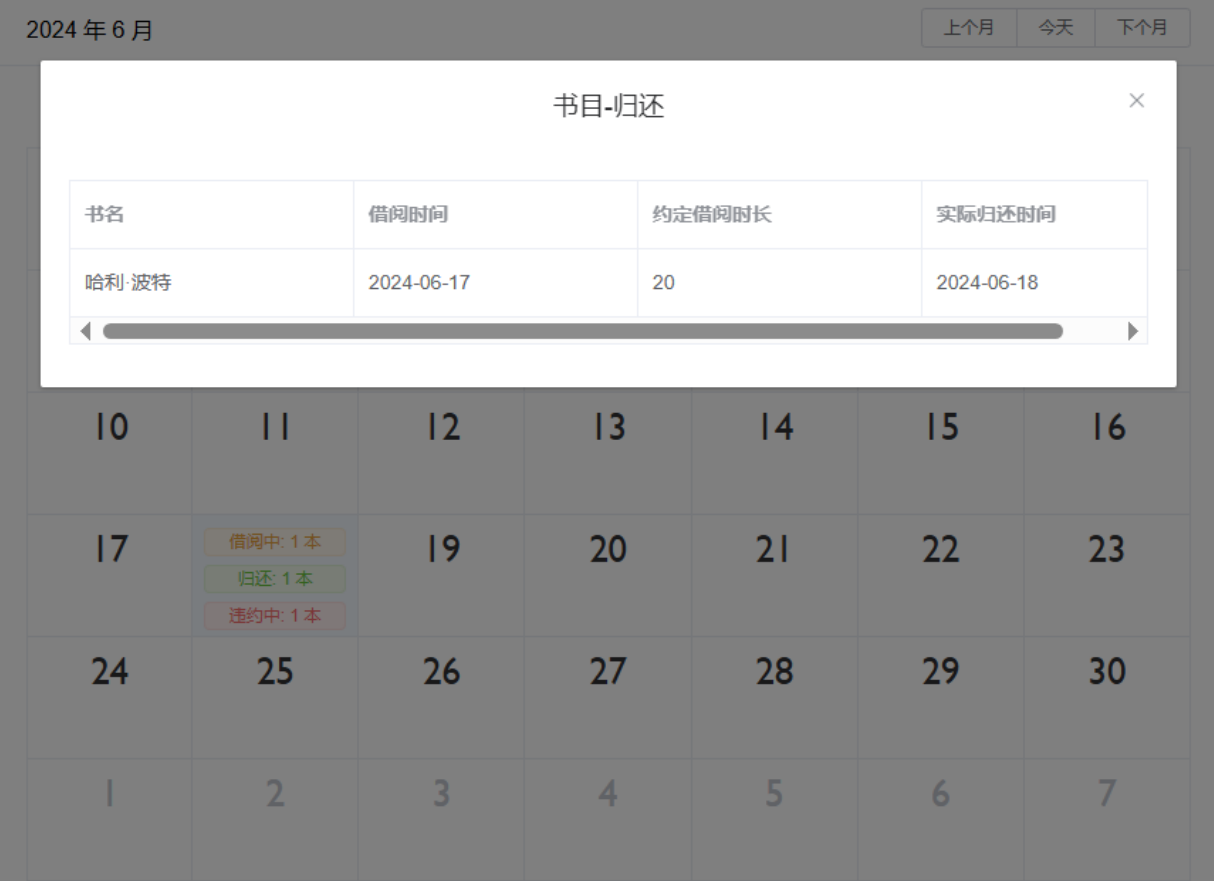 2024 年 6 月
上个月 今天 下个月
书目-归还
书名 借阅时间 约定借阅时长 实际归还时间
哈利·波特 2024-06-17 20 2024-06-18
10 11 12 13 14 15 16
17 19 20 21 22 23
借阅中: 1 本
归还: 1 本
违约中: 1 本
24 25 26 27 28 29 30
1 2 3 4 5 6 7